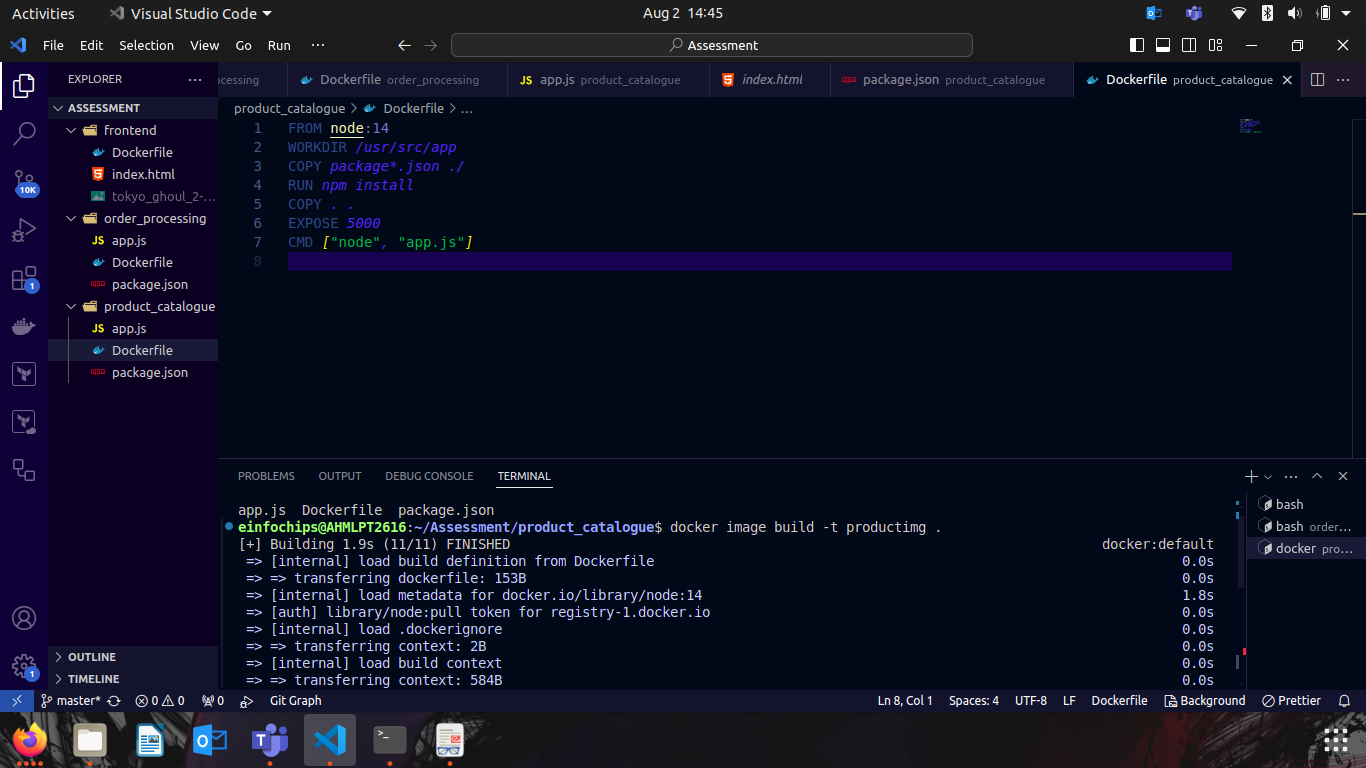 Activities
Visual Studio Code
Aug 2 14:45
File Edit Selection View Go Run ···
Assessment
EXPLORER ···
ocessing
Dockerfile order_processing
app.js product_catalogue
index.html
package.json product_catalogue
Dockerfile product_catalogue
ASSESSMENT
frontend
Dockerfile
index.html
tokyo_ghoul_2-...
order_processing
app.js
Dockerfile
package.json
product_catalogue
app.js
Dockerfile
package.json
10K
1
1
OUTLINE
TIMELINE
product_catalogue > Dockerfile > ...
1 FROM node:14
2 WORKDIR /usr/src/app
3 COPY package*.json ./
4 RUN npm install
5 COPY . .
6 EXPOSE 5000
7 CMD ["node", "app.js"]
8
PROBLEMS OUTPUT DEBUG CONSOLE TERMINAL
app.js Dockerfile package.json
einfochips@AHMLPT2616:~/Assessment/product_catalogue$ docker image build -t productimg .
[+] Building 1.9s (11/11) FINISHED docker:default
=> [internal] load build definition from Dockerfile 0.0s
=> => transferring dockerfile: 153B 0.0s
=> [internal] load metadata for docker.io/library/node:14 1.8s
=> [auth] library/node:pull token for registry-1.docker.io 0.0s
=> [internal] load .dockerignore 0.0s
=> => transferring context: 2B 0.0s
=> [internal] load build context 0.0s
=> => transferring context: 584B 0.0s
bash
bash order...
docker pro...
master* 0 0 0 Git Graph
Ln 8, Col 1 Spaces: 4 UTF-8 LF Dockerfile Background Prettier